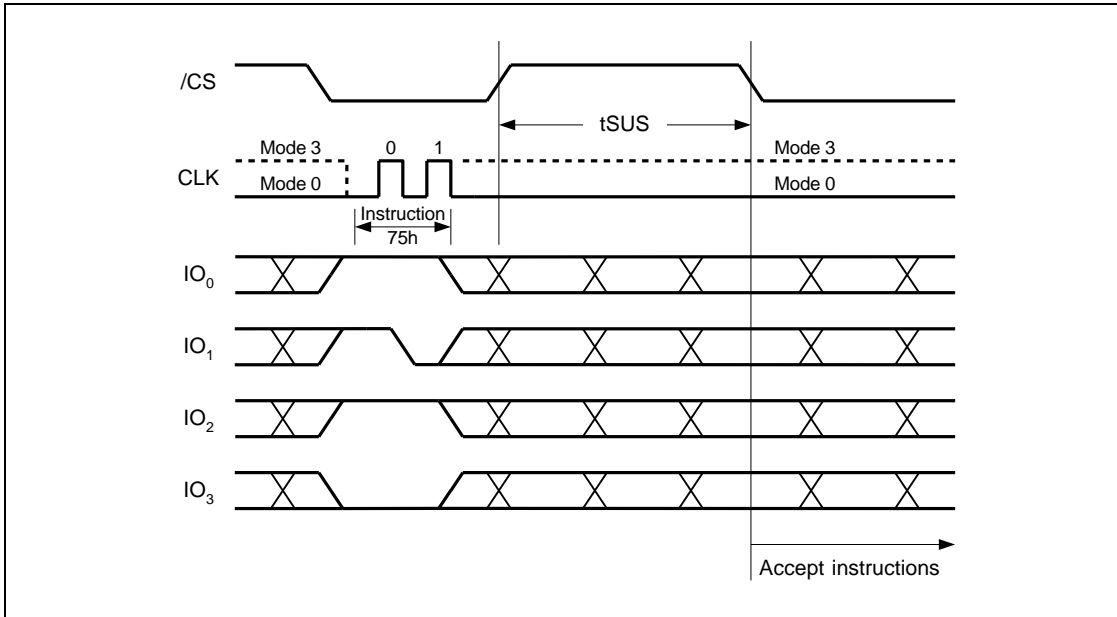 /CS
tSUS
Mode 3 0 1 Mode 3
CLK
Mode 0 Mode 0
Instruction
75h
IO0
IO1
IO2
IO3
Accept instructions